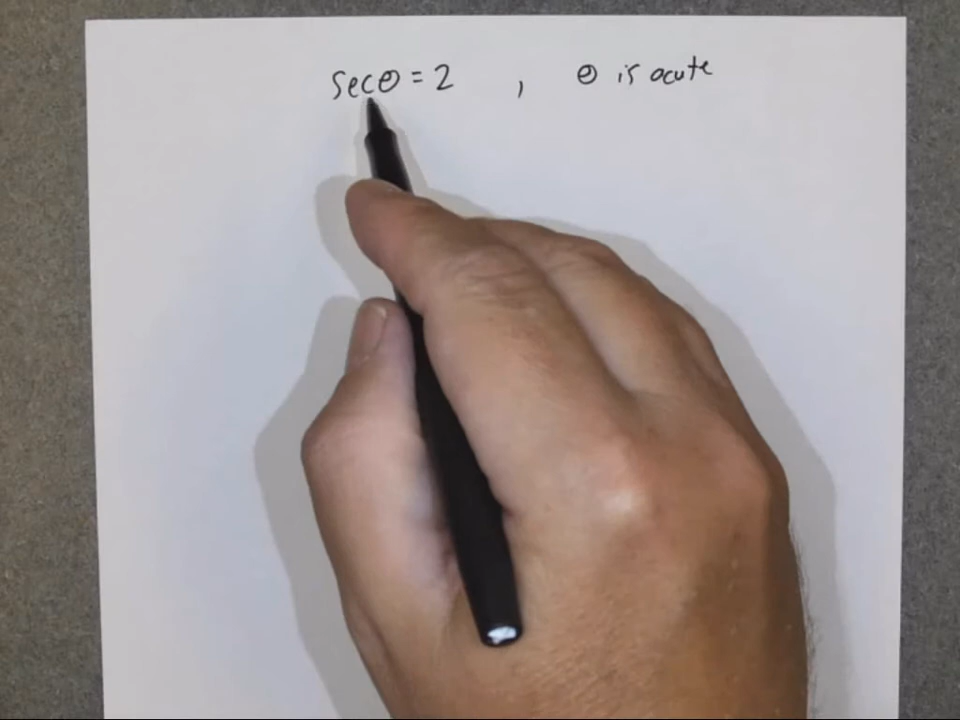 secθ = 2 , θ is acute